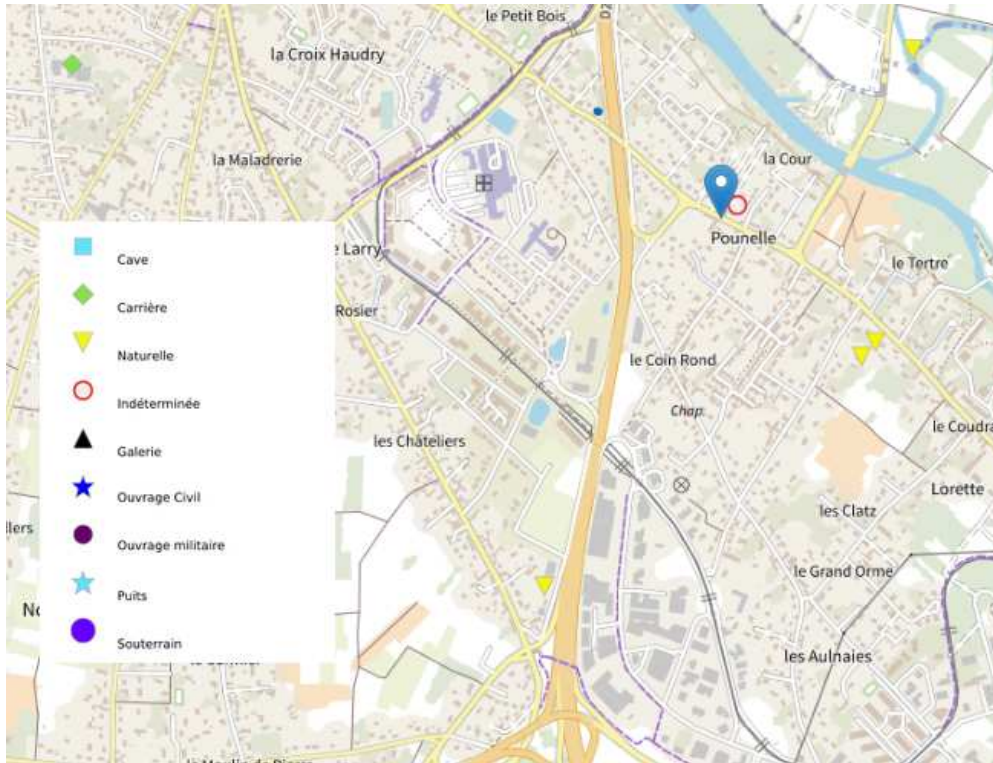 le Petit Bois
02
la Croix Haudry
la Maladrerie
la Cour
Larry
Pounelle
le Tertre
Rosier
le Coin Rond
Chap.
les Châteliers
le Coudra
Lorette
les Clatz
llers
le Grand Orme
No
les Aulnaies
Cave
Carrière
Naturelle
Indéterminée
Galerie
Ouvrage Civil
Ouvrage militaire
Puits
Souterrain